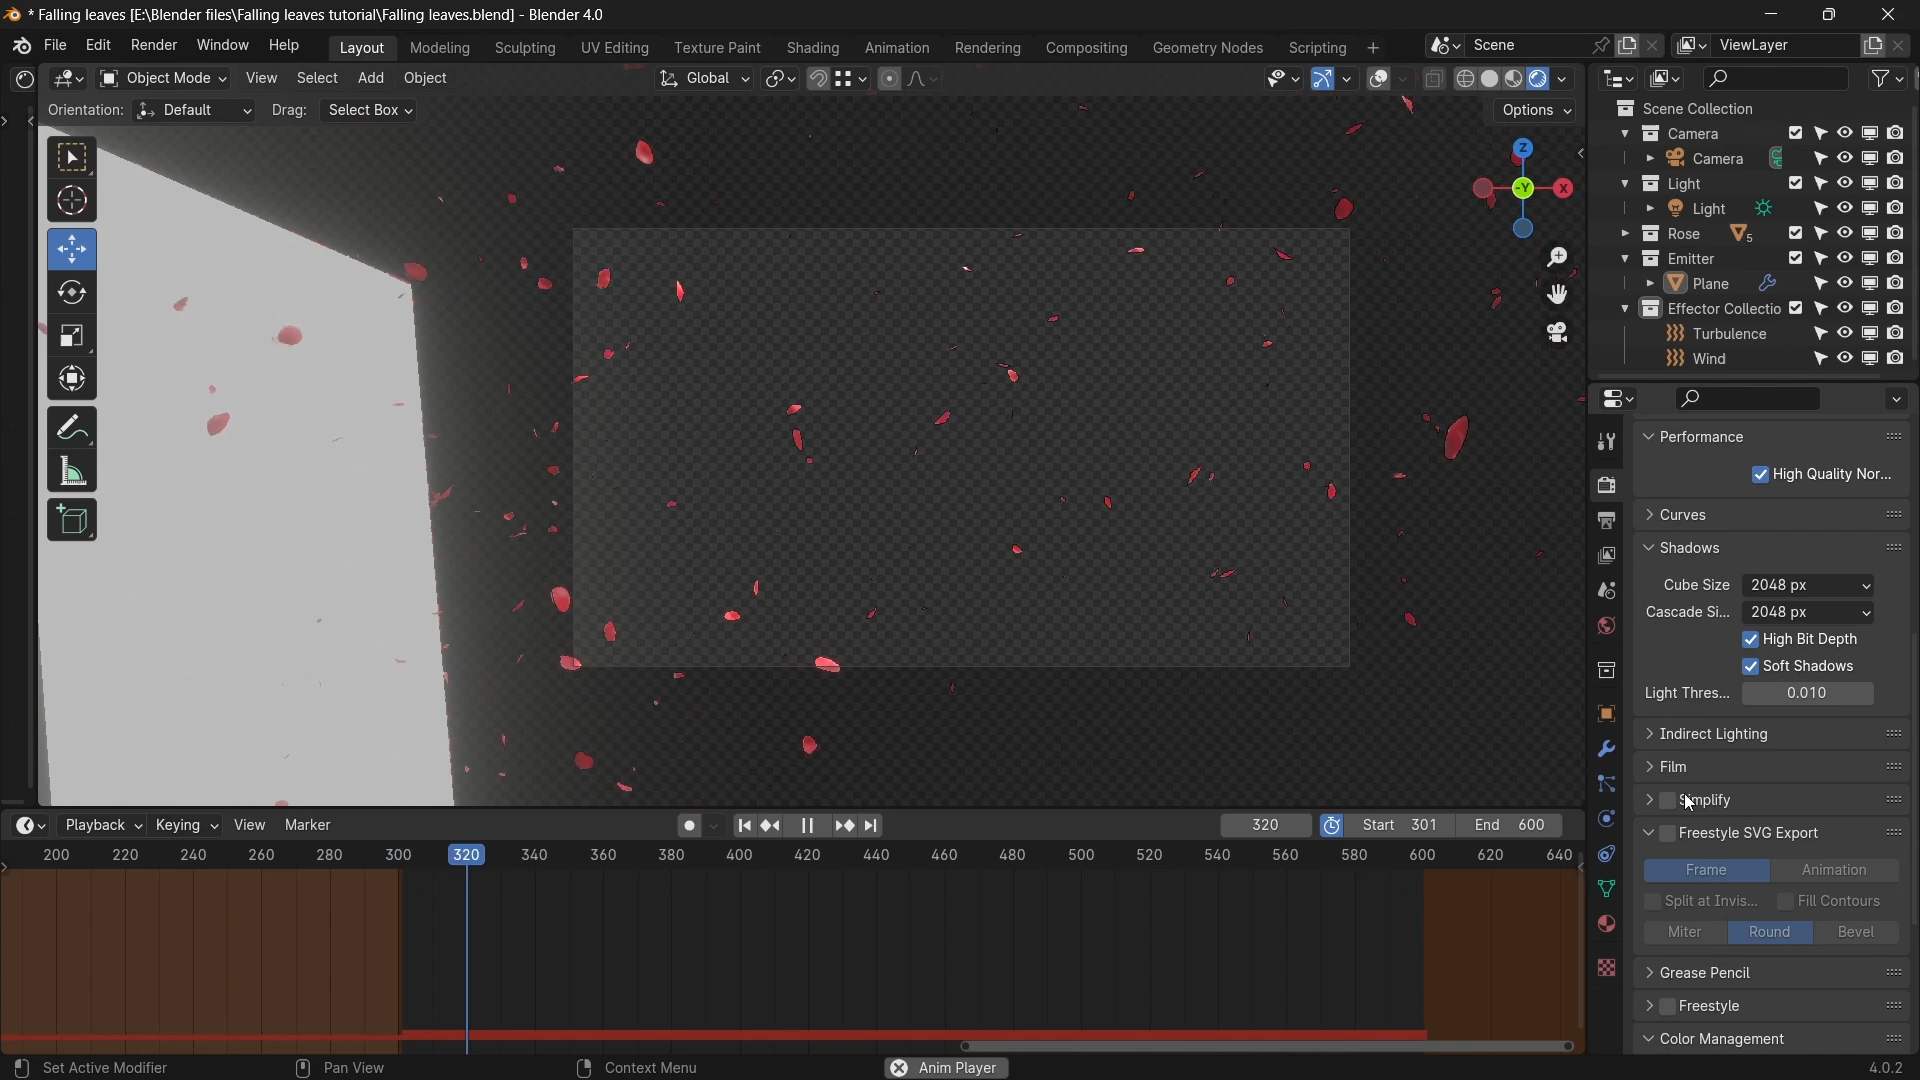 * Falling leaves [E:\Blender files\Falling leaves tutorial\Falling leaves.blend] - Blender 4.0
File Edit Render Window Help Layout Modeling Sculpting UV Editing Texture Paint Shading Animation Rendering Compositing Geometry Nodes Scripting + Scene ViewLayer
Object Mode View Select Add Object Global
Orientation: Default Drag: Select Box Options
Scene Collection
Camera
Camera
Light
Light
Rose 5
Emitter
Plane
Effector Collectio
Turbulence
Wind
Z
-Y X
Performance
High Quality Nor...
Curves
Shadows
Cube Size 2048 px
Cascade Si... 2048 px
High Bit Depth
Soft Shadows
Light Thres... 0.010
Indirect Lighting
Film
Simplify
Freestyle SVG Export
Frame Animation
Split at Invis... Fill Contours
Miter Round Bevel
Grease Pencil
Freestyle
Color Management
Playback Keying View Marker 320 Start 301 End 600
200 220 240 260 280 300 320 340 360 380 400 420 440 460 480 500 520 540 560 580 600 620 640
Set Active Modifier Pan View Context Menu Anim Player 4.0.2